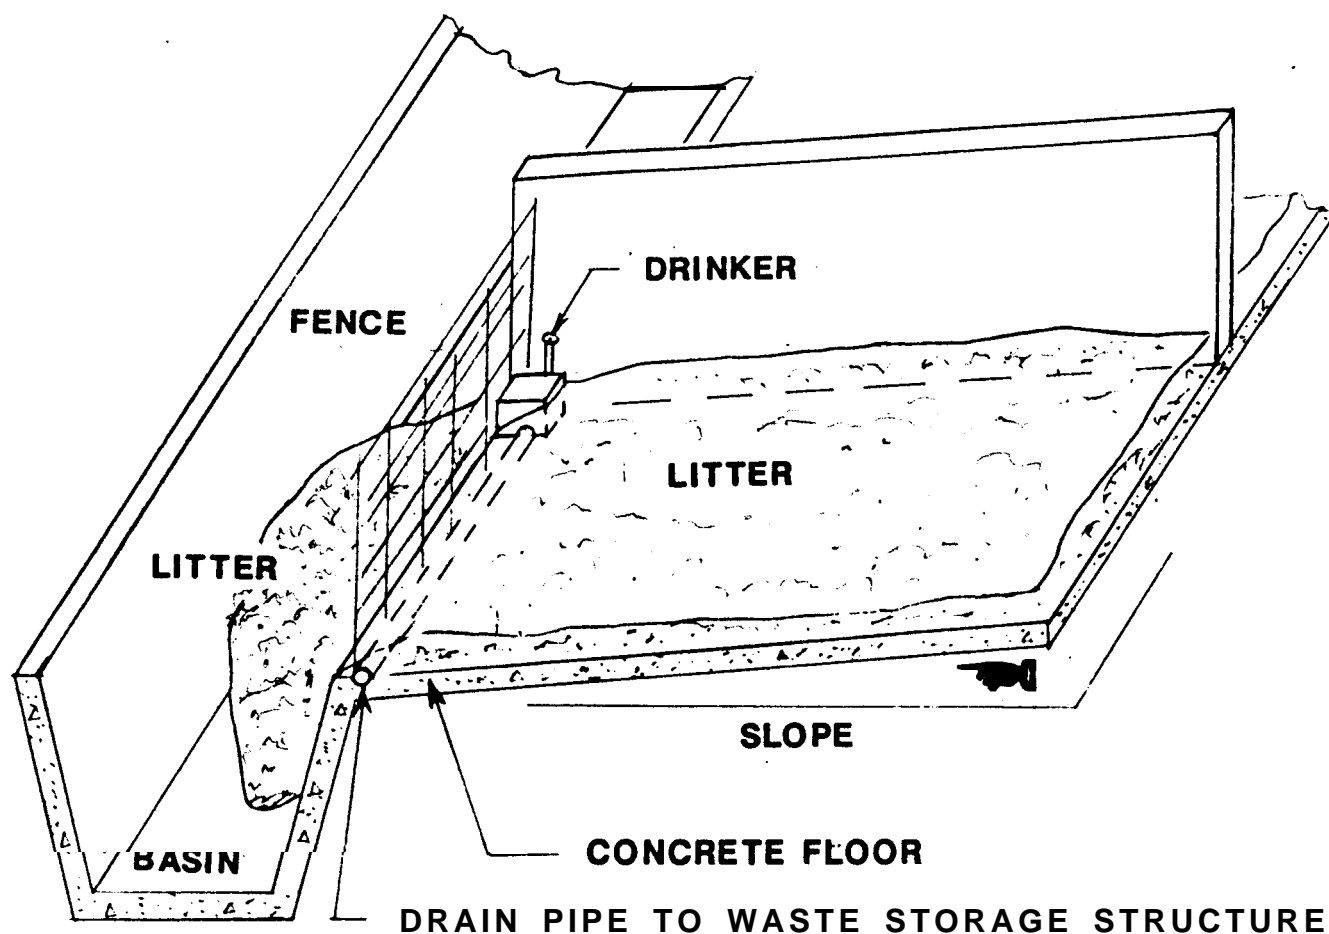 DRINKER
FENCE
LITTER
LITTER
SLOPE
CONCRETE FLOOR
BASIN
DRAIN PIPE TO WASTE STORAGE STRUCTURE